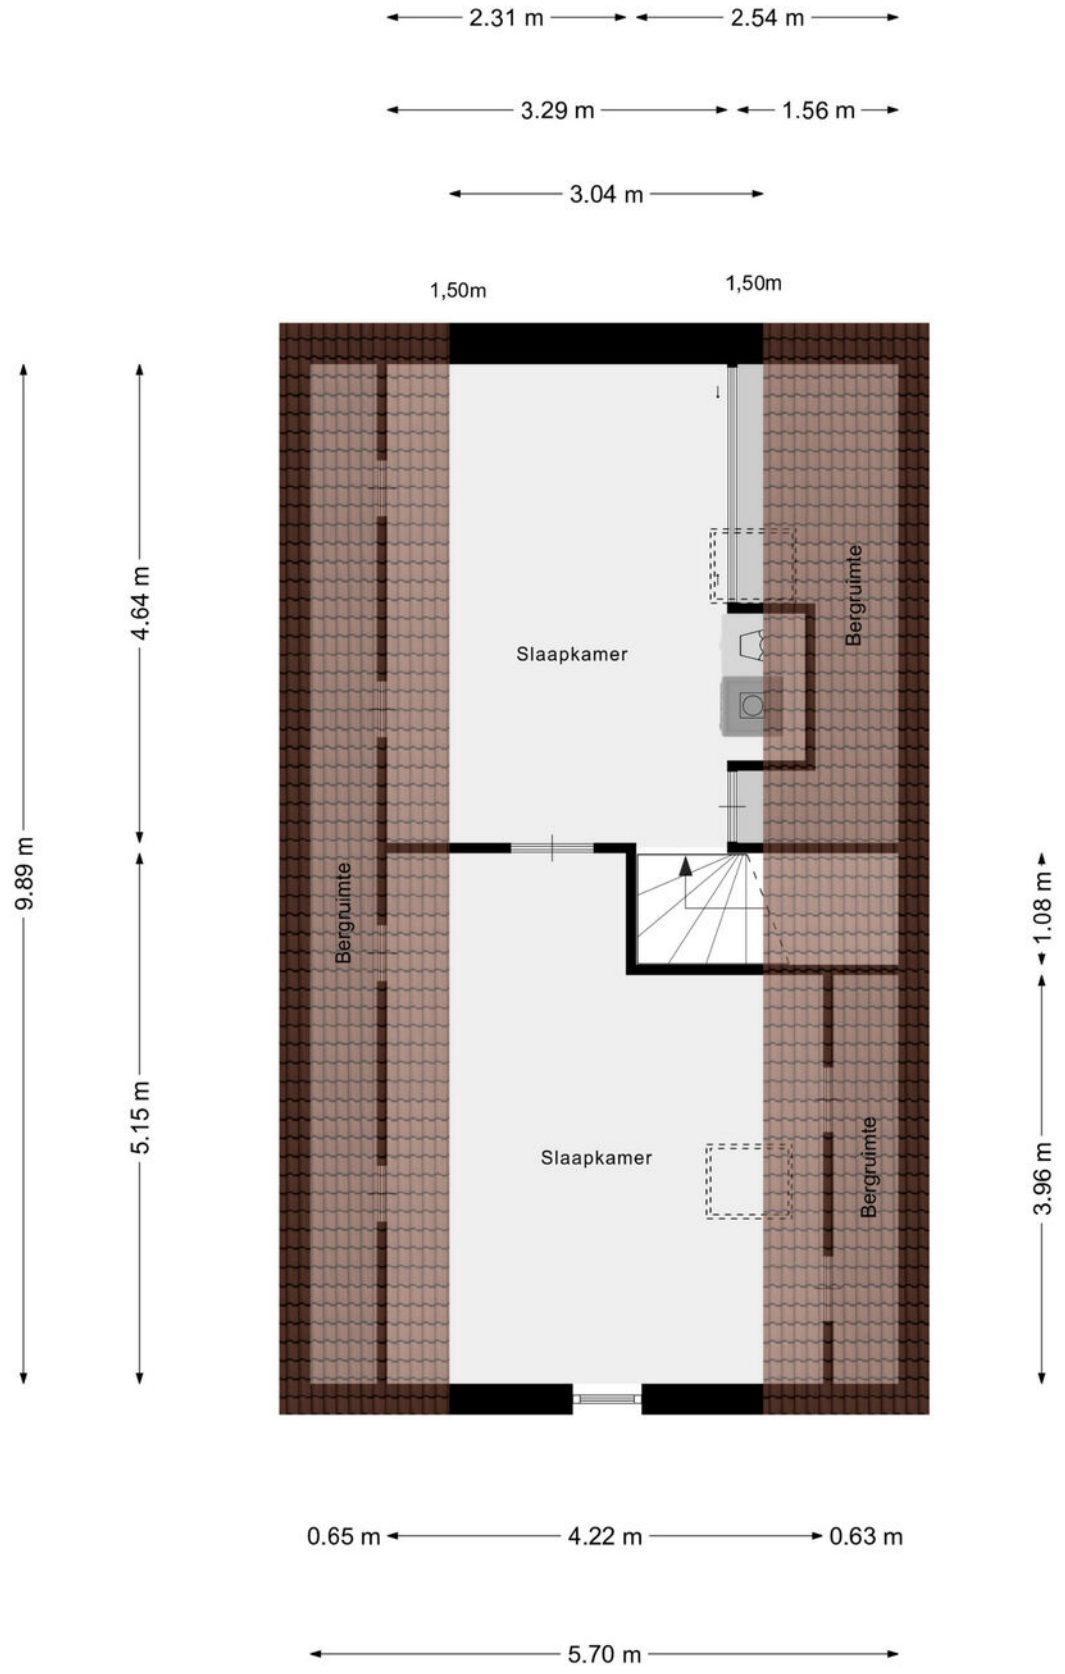 2.31 m
2.54 m
3.29 m
1.56 m
3.04 m
1,50m
1,50m
4.64 m
Bergruimte
Slaapkamer
9.89 m
Bergruimte
1.08 m
5.15 m
Slaapkamer
Bergruimte
3.96 m
0.65 m
4.22 m
0.63 m
5.70 m